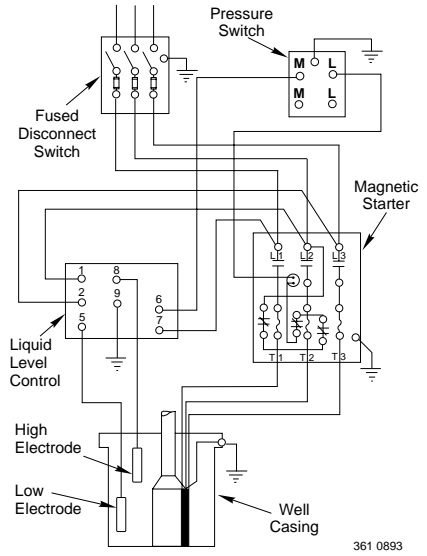 Pressure
Switch
M L
M L
Fused
Disconnect
Switch
Magnetic
Starter
L1 L2 L3
1 8
2 9
6
5 7
Liquid
Level
Control
T1 T2 T3
High
Electrode
Low
Electrode
Well
Casing
361 0893